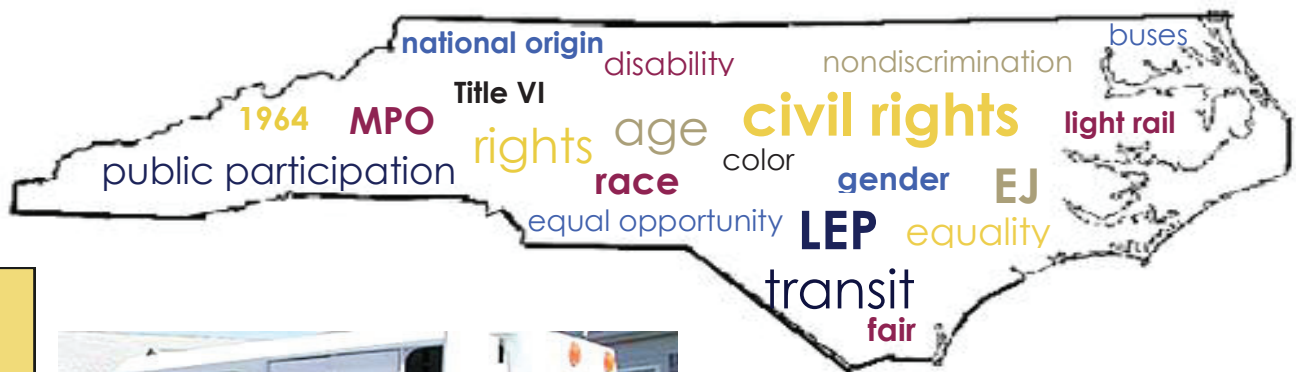 buses
national origin
disability
nondiscrimination
Title VI
1964
MPO
civil rights
light rail
rights
age
color
public participation
race
gender
EJ
equal opportunity
LEP
equality
transit
fair